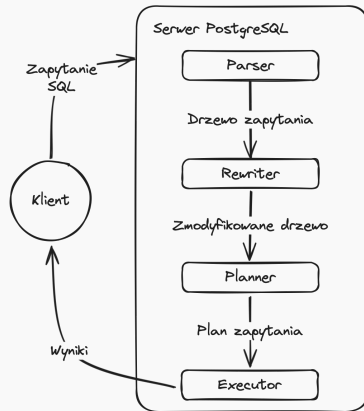 Serwer PostgreSQL
Zapytanie
SQL
Parser
Drzewo zapytania
Rewriter
Klient
Zmodyfikowane drzewo
Planner
Plan zapytania
Wyniki
Executor